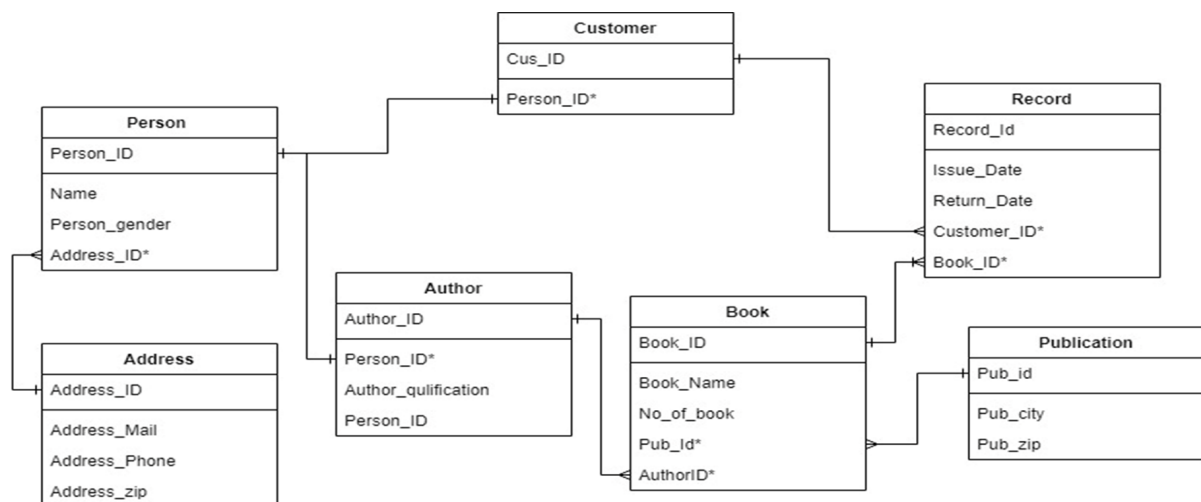 Customer
Cus_ID
Person_ID*
Person
Person_ID
Name
Person_gender
Address_ID*
Record
Record_Id
Issue_Date
Return_Date
Customer_ID*
Book_ID*
Author
Author_ID
Person_ID*
Author_qulification
Person_ID
Book
Book_ID
Book_Name
No_of_book
Pub_Id*
AuthorID*
Publication
Pub_id
Pub_city
Pub_zip
Address
Address_ID
Address_Mail
Address_Phone
Address_zip